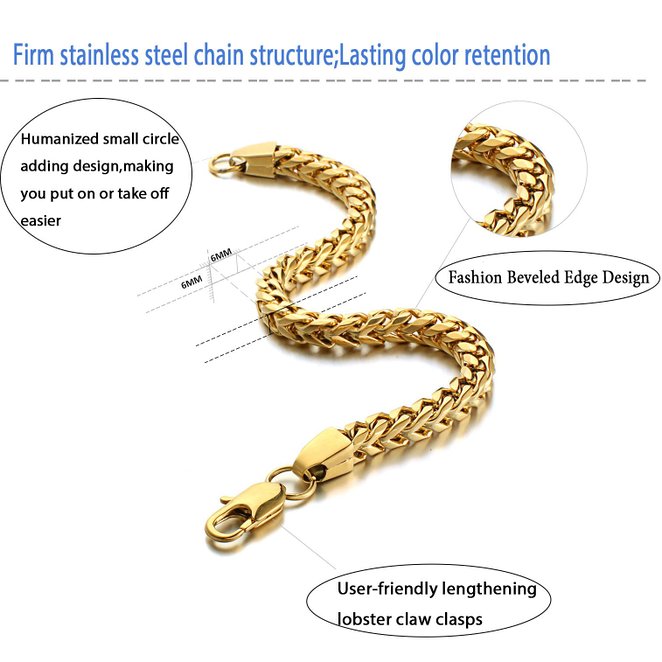 Firm stainless steel chain structure;Lasting color retention
Humanized small circle
adding design,making
you put on or take off
easier
6MM
6MM
Fashion Beveled Edge Design
User-friendly lengthening
lobster claw clasps